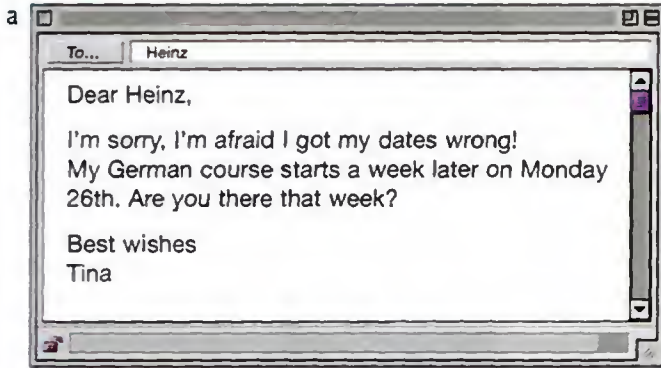 a
To... Heinz
Dear Heinz,
I'm sorry, I'm afraid I got my dates wrong!
My German course starts a week later on Monday
26th. Are you there that week?
Best wishes
Tina